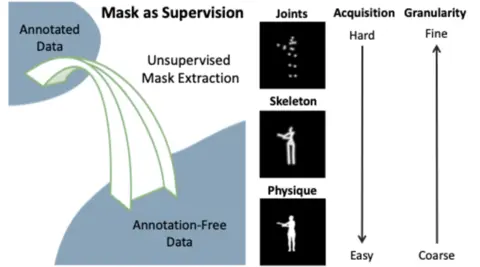 Mask as Supervision
Annotated
Data
Unsupervised
Mask Extraction
Annotation-Free
Data
Joints
Skeleton
Physique
Acquisition
Hard
Easy
Granularity
Fine
Coarse